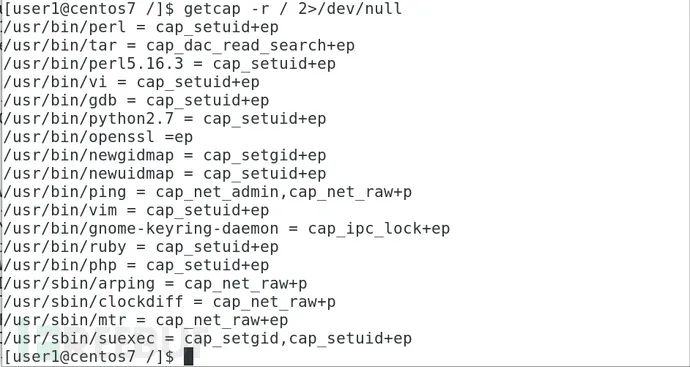 [user1@centos7 /]$ getcap -r / 2>/dev/null
/usr/bin/perl = cap_setuid+ep
/usr/bin/tar = cap_dac_read_search+ep
/usr/bin/perl5.16.3 = cap_setuid+ep
/usr/bin/vi = cap_setuid+ep
/usr/bin/gdb = cap_setuid+ep
/usr/bin/python2.7 = cap_setuid+ep
/usr/bin/openssl =ep
/usr/bin/newgidmap = cap_setgid+ep
/usr/bin/newuidmap = cap_setuid+ep
/usr/bin/ping = cap_net_admin,cap_net_raw+p
/usr/bin/vim = cap_setuid+ep
/usr/bin/gnome-keyring-daemon = cap_ipc_lock+ep
/usr/bin/ruby = cap_setuid+ep
/usr/bin/php = cap_setuid+ep
/usr/sbin/arping = cap_net_raw+p
/usr/sbin/clockdiff = cap_net_raw+p
/usr/sbin/mtr = cap_net_raw+ep
/usr/sbin/suexec = cap_setgid,cap_setuid+ep
[user1@centos7 /]$